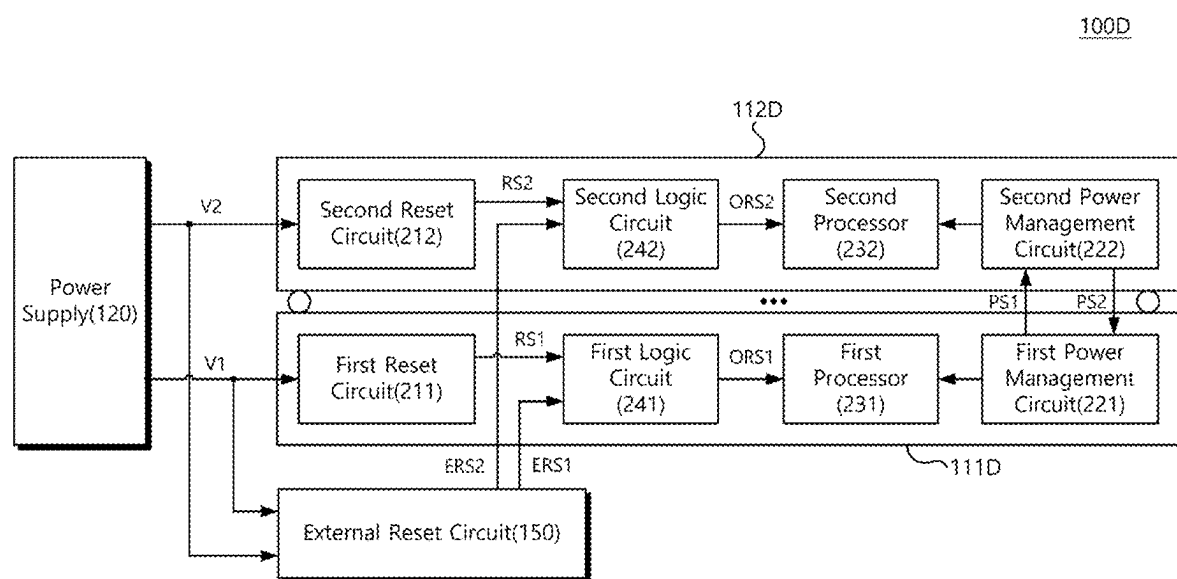 100D
112D
Power
Supply(120)
V2
V1
Second Reset
Circuit(212)
RS2
Second Logic
Circuit
(242)
ORS2
Second
Processor
(232)
Second Power
Management
Circuit(222)
•••
PS1
PS2
First Reset
Circuit(211)
RS1
First Logic
Circuit
(241)
ORS1
First
Processor
(231)
First Power
Management
Circuit(221)
ERS2
ERS1
111D
External Reset Circuit(150)